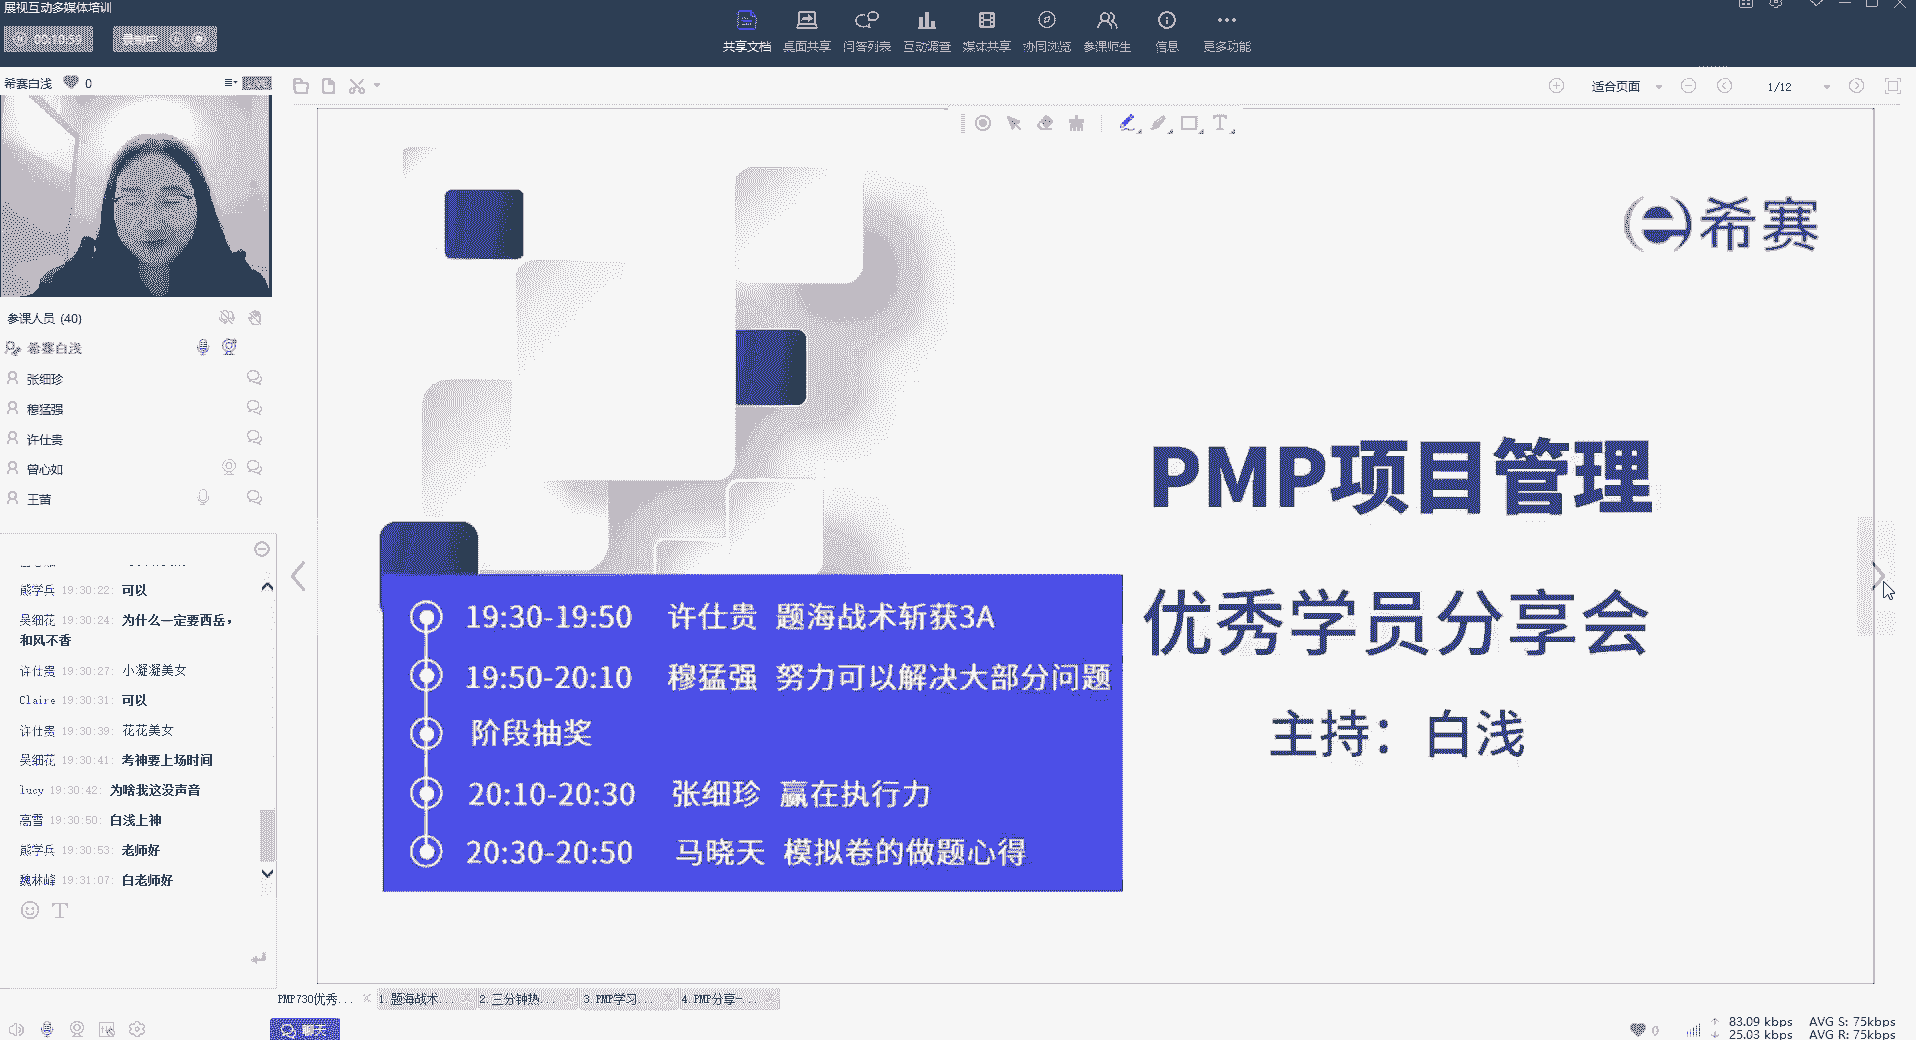 展视互动多媒体培训
00:10:59
录制中
共享文档
桌面共享
问答列表
互动调查
媒体共享
协同浏览
参课师生
信息
更多功能
希赛白浅 0
适合页面
1/12
参课人员 (40)
希赛白浅
张细珍
穆猛强
许仕贵
曾心如
王苗
熊学兵 19:30:22: 可以
吴细花 19:30:24: 为什么一定要西岳，
和风不香
许仕贵 19:30:27: 小凝凝美女
Claire 19:30:31: 可以
许仕贵 19:30:39: 花花美女
吴细花 19:30:41: 考神要上场时间
lucy 19:30:42: 为啥我这没声音
高雪 19:30:50: 白浅上神
熊学兵 19:30:53: 老师好
魏林峰 19:31:07: 白老师好
希赛
PMP项目管理
优秀学员分享会
主持：白浅
19:30-19:50 许仕贵 题海战术斩获3A
19:50-20:10 穆猛强 努力可以解决大部分问题
阶段抽奖
20:10-20:30 张细珍 赢在执行力
20:30-20:50 马晓天 模拟卷的做题心得
PMP730优秀...
1.题海战术...
2.三分钟热...
3.PMP学习...
4.PMP分享-...
聊天
0
83.09 kbps AVG S: 75kbps
25.03 kbps AVG R: 75kbps